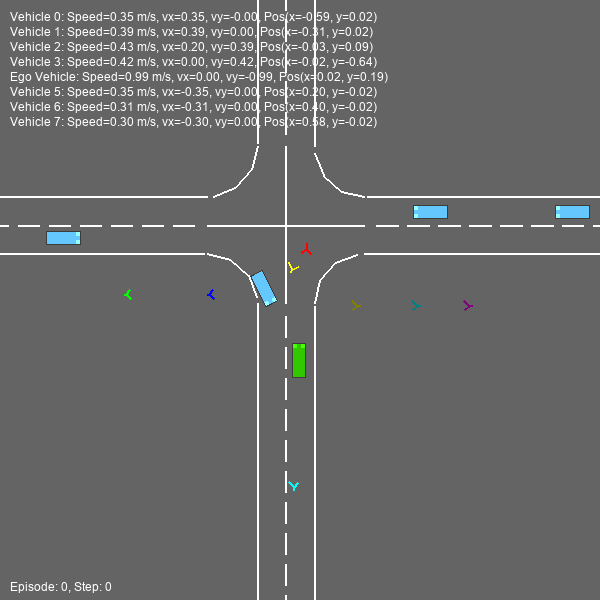 Vehicle 0: Speed=0.35 m/s, vx=0.35, vy=-0.00, Pos(x=-0.59, y=0.02)
Vehicle 1: Speed=0.39 m/s, vx=0.39, vy=0.00, Pos(x=-0.31, y=0.02)
Vehicle 2: Speed=0.43 m/s, vx=0.20, vy=0.39, Pos(x=-0.03, y=0.09)
Vehicle 3: Speed=0.42 m/s, vx=0.00, vy=0.42, Pos(x=-0.02, y=-0.64)
Ego Vehicle: Speed=0.99 m/s, vx=0.00, vy=-0.99, Pos(x=0.02, y=0.19)
Vehicle 5: Speed=0.35 m/s, vx=-0.35, vy=0.00, Pos(x=0.20, y=-0.02)
Vehicle 6: Speed=0.31 m/s, vx=-0.31, vy=0.00, Pos(x=0.40, y=-0.02)
Vehicle 7: Speed=0.30 m/s, vx=-0.30, vy=0.00, Pos(x=0.58, y=-0.02)
Episode: 0, Step: 0